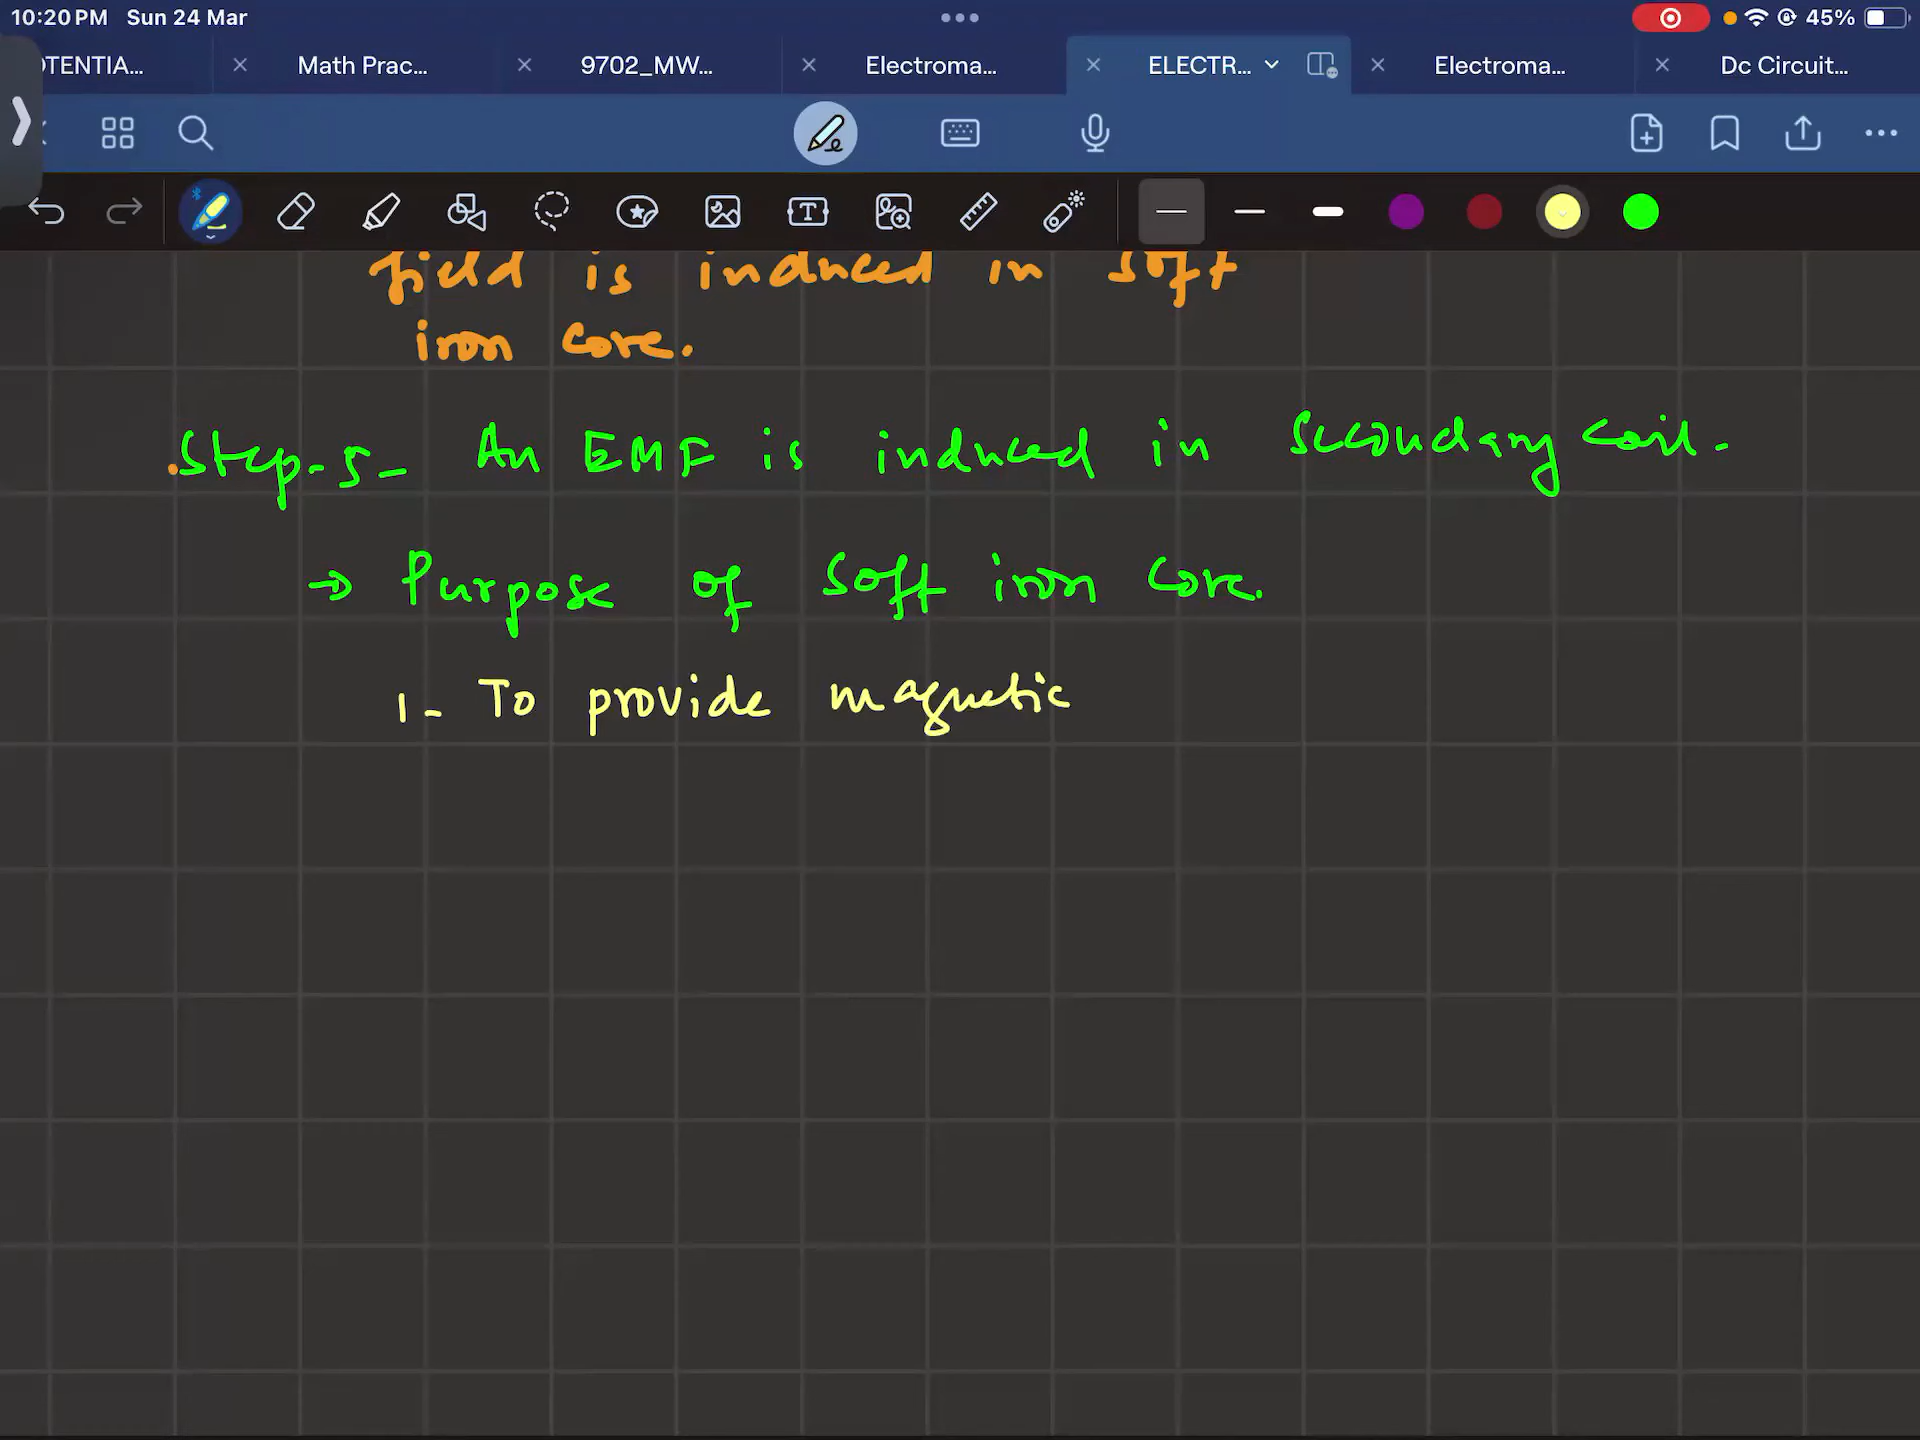 10:20 PM Sun 24 Mar
45%
OTENTIA...
Math Prac...
9702_MW...
Electroma...
ELECTR...
Electroma...
Dc Circuit...
field is induced in soft
iron core.
Step-5- An EMF is induced in Secondary coil.
→ Purpose of Soft iron Core.
1- To provide magnetic